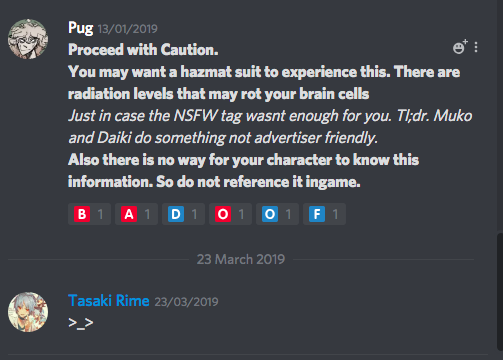 Pug 13/01/2019
Proceed with Caution.
You may want a hazmat suit to experience this. There are
radiation levels that may rot your brain cells
Just in case the NSFW tag wasnt enough for you. Tl;dr. Muko
and Daiki do something not advertiser friendly.
Also there is no way for your character to know this
information. So do not reference it ingame.
B 1 A 1 D 1 O 1 O 1 F 1
23 March 2019
Tasaki Rime 23/03/2019
>_>